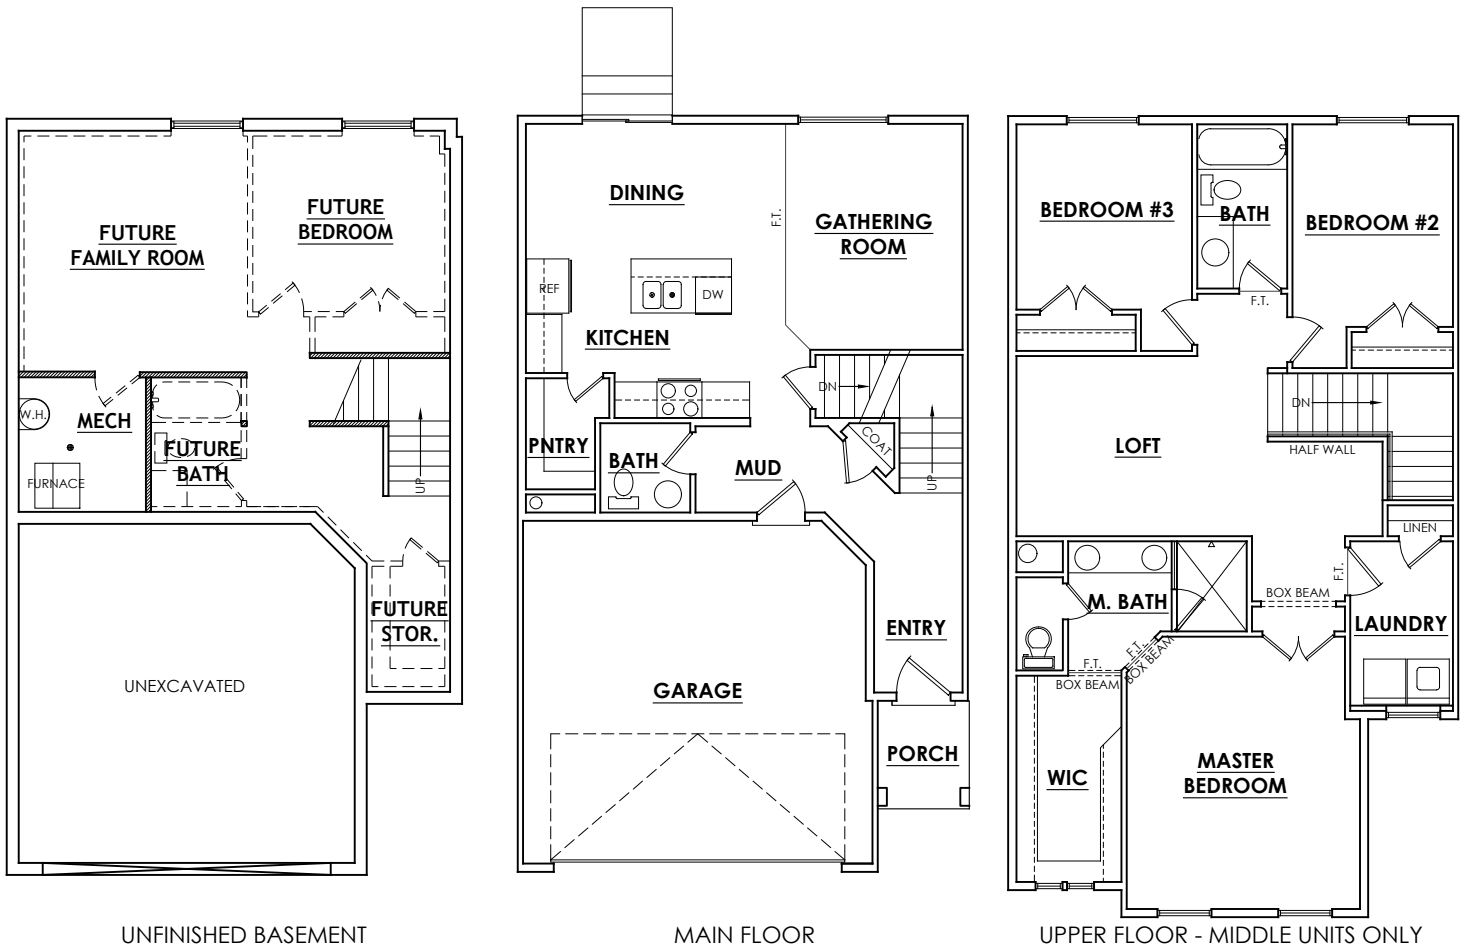 FUTURE
FAMILY ROOM
FUTURE
BEDROOM
W.H.
MECH
FURNACE
FUTURE
BATH
UP
FUTURE
STOR.
UNEXCAVATED
UNFINISHED BASEMENT
DINING
F.T.
GATHERING
ROOM
REF
DW
KITCHEN
DN
PNTRY
BATH
MUD
COAT
UP
ENTRY
GARAGE
PORCH
MAIN FLOOR
BEDROOM #3
BATH
BEDROOM #2
F.T.
DN
LOFT
HALF WALL
LINEN
F.T.
BOX BEAM
M. BATH
LAUNDRY
F.T.
BOX BEAM
F.T.
BOX BEAM
WIC
MASTER
BEDROOM
UPPER FLOOR - MIDDLE UNITS ONLY